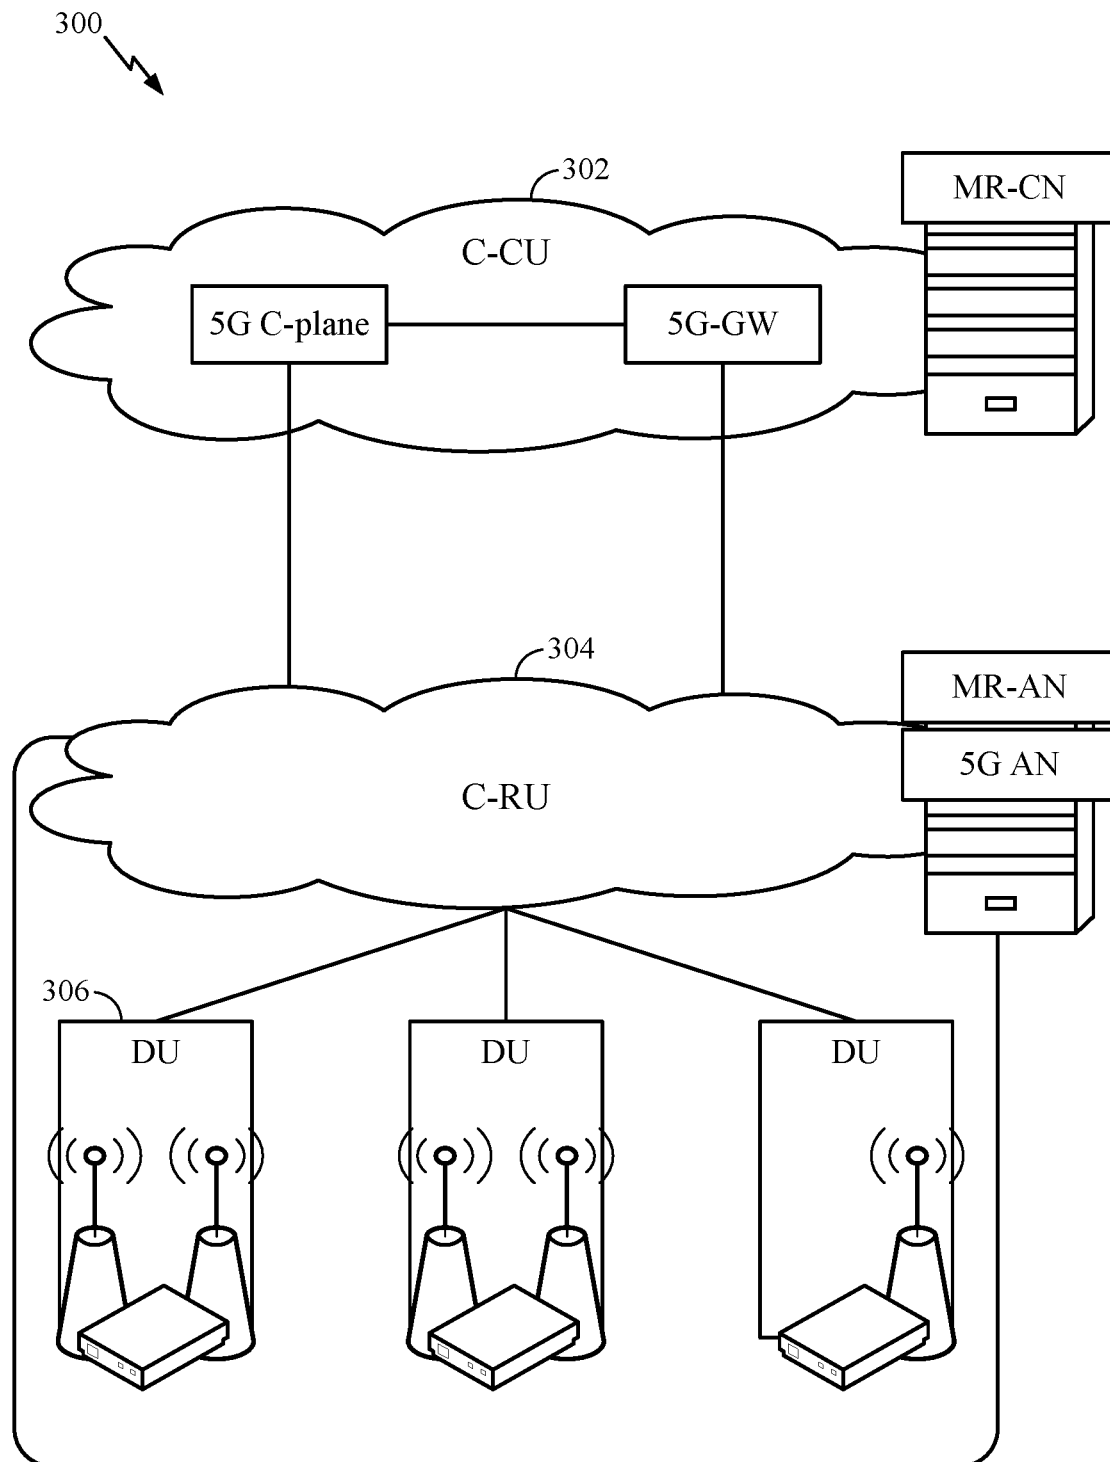 300
302
MR-CN
C-CU
5G C-plane
5G-GW
304
MR-AN
5G AN
C-RU
306
DU
DU
DU